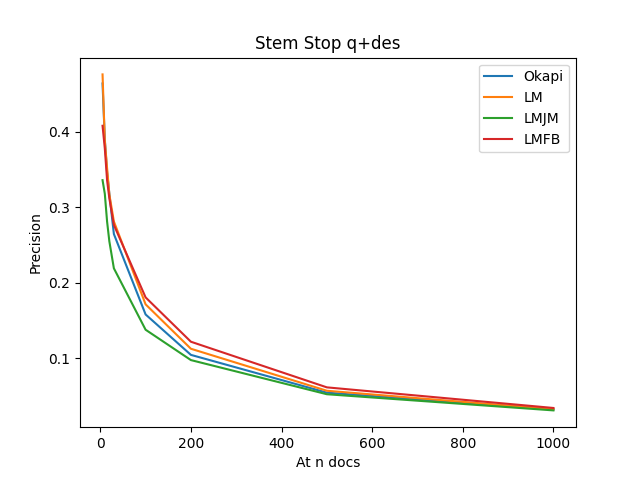 Stem Stop q+des
Okapi
LM
LMJM
LMFB
0.4
0.3
0.2
0.1
Precision
0 200 400 600 800 1000
At n docs